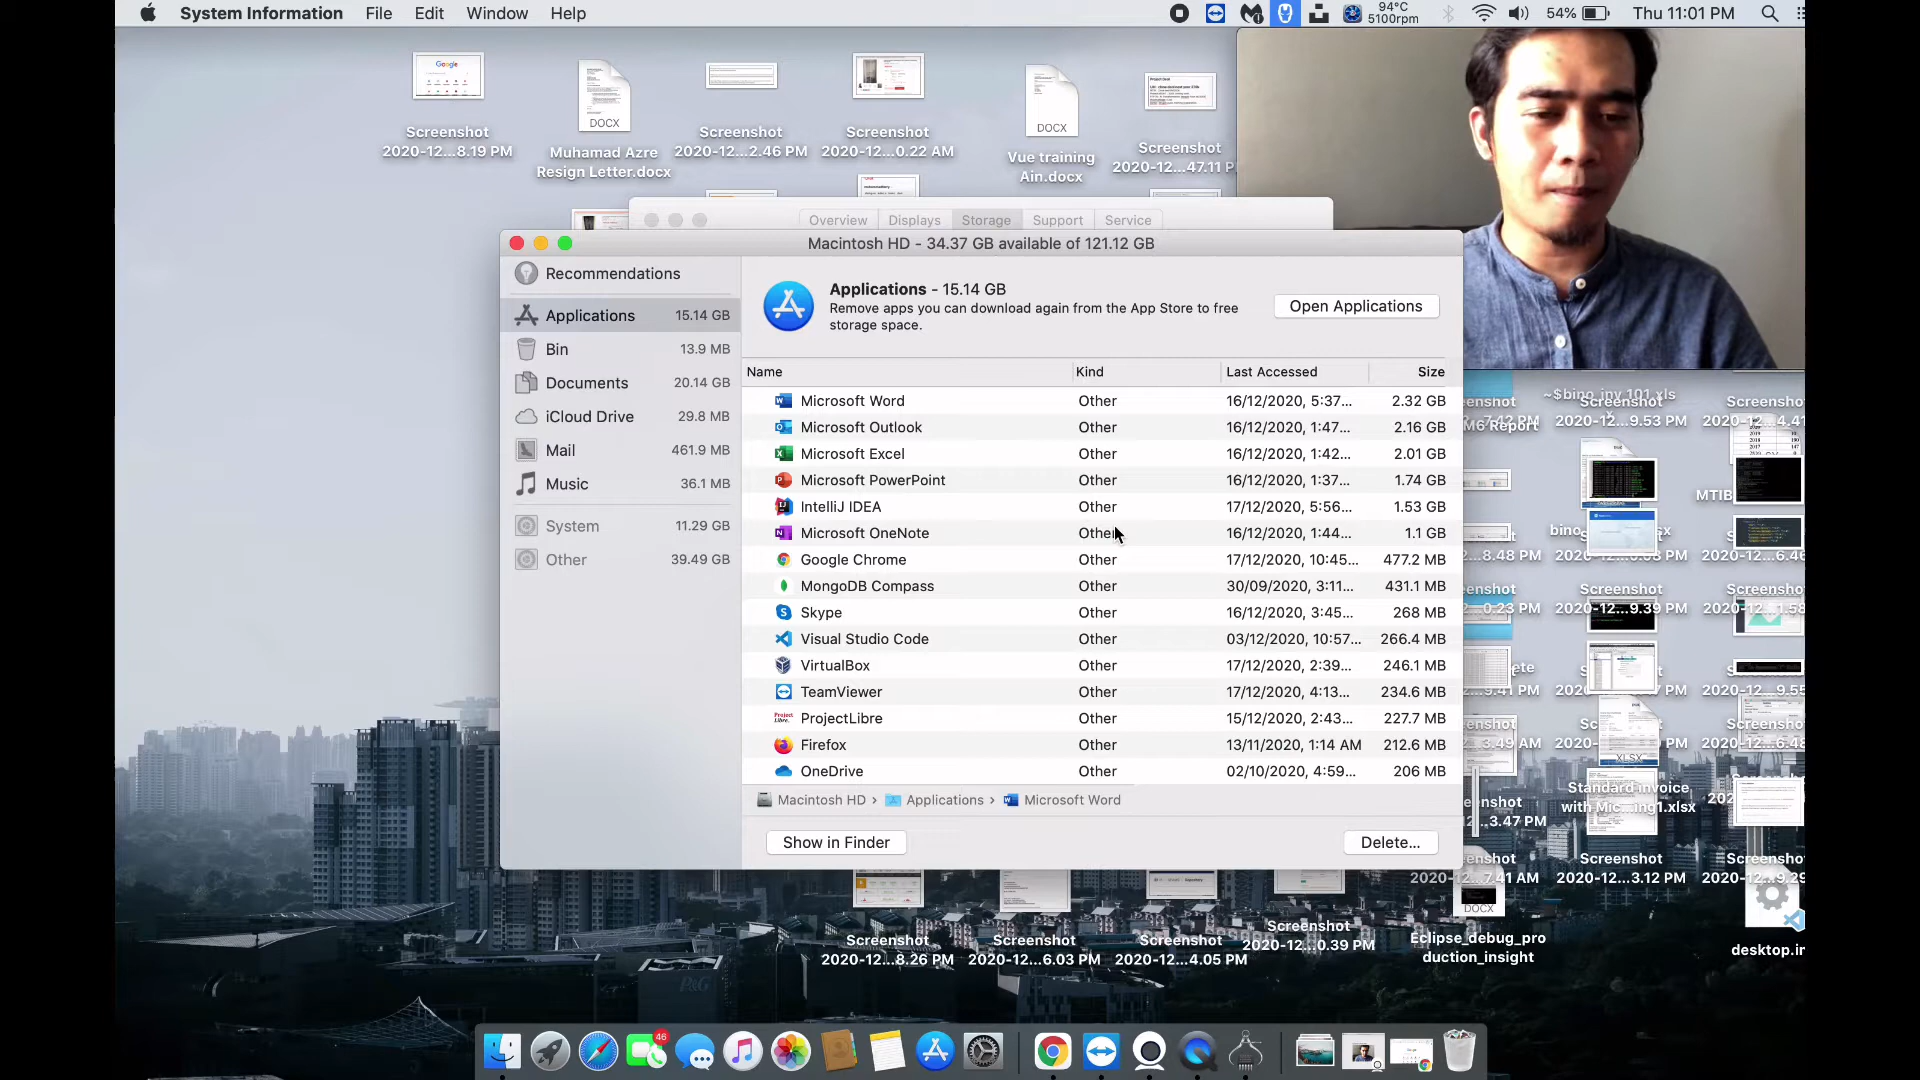 System Information File Edit Window Help
94°C
5100rpm
54%
Thu 11:01 PM
Google
DOCX
DOCX
Screenshot
2020-12...8.19 PM
Muhamad Azre
Resign Letter.docx
Screenshot
2020-12...2.46 PM
Screenshot
2020-12...0.22 AM
Vue training
Ain.docx
Screenshot
Overview Displays Storage Support Service
Macintosh HD - 34.37 GB available of 121.12 GB
Recommendations
Applications 15.14 GB
Bin 13.9 MB
Documents 20.14 GB
iCloud Drive 29.8 MB
Mail 461.9 MB
Music 36.1 MB
System 11.29 GB
Other 39.49 GB
Applications - 15.14 GB
Remove apps you can download again from the App Store to free
storage space.
Open Applications
Name Kind Last Accessed Size
Microsoft Word Other 16/12/2020, 5:37... 2.32 GB
Microsoft Outlook Other 16/12/2020, 1:47... 2.16 GB
Microsoft Excel Other 16/12/2020, 1:42... 2.01 GB
Microsoft PowerPoint Other 16/12/2020, 1:37... 1.74 GB
IntelliJ IDEA Other 17/12/2020, 5:56... 1.53 GB
Microsoft OneNote Other 16/12/2020, 1:44... 1.1 GB
Google Chrome Other 17/12/2020, 10:45... 477.2 MB
MongoDB Compass Other 30/09/2020, 3:11... 431.1 MB
Skype Other 16/12/2020, 3:45... 268 MB
Visual Studio Code Other 03/12/2020, 10:57... 266.4 MB
VirtualBox Other 17/12/2020, 2:39... 246.1 MB
TeamViewer Other 17/12/2020, 4:13... 234.6 MB
ProjectLibre Other 15/12/2020, 2:43... 227.7 MB
Firefox Other 13/11/2020, 1:14 AM 212.6 MB
OneDrive Other 02/10/2020, 4:59... 206 MB
Macintosh HD › Applications › Microsoft Word
Show in Finder
Delete...
2020-12...9.53 PM
M6 Report
MTIB
2020-12...9.39 PM
XLSX
Standard invoice
with Mic...ing1.xlsx
...3.47 PM
Screenshot
2020-12...3.12 PM
DOCX
Eclipse_debug_pro
duction_insight
desktop.in
Screenshot
2020-12...8.26 PM
Screenshot
2020-12...6.03 PM
Screenshot
2020-12...4.05 PM
Screenshot
2020-12...0.39 PM
P&G
46